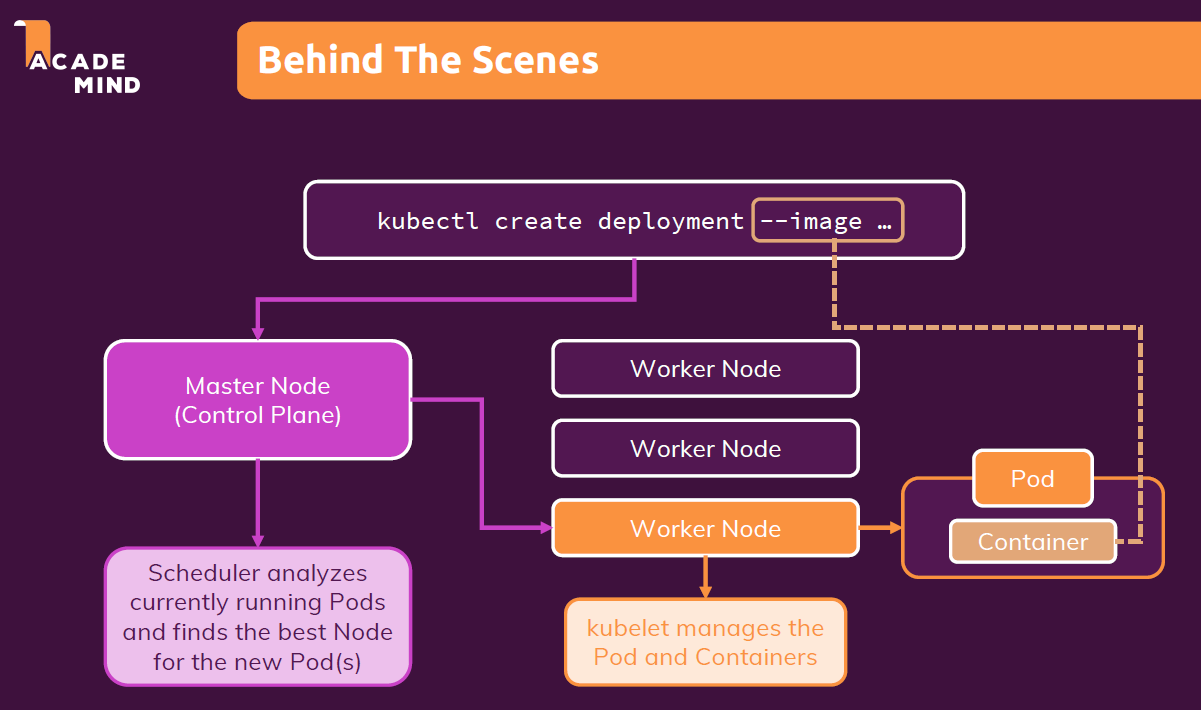 ACADE
MIND
Behind The Scenes
kubectl create deployment --image …
Master Node
(Control Plane)
Worker Node
Worker Node
Worker Node
Pod
Container
Scheduler analyzes
currently running Pods
and finds the best Node
for the new Pod(s)
kubelet manages the
Pod and Containers